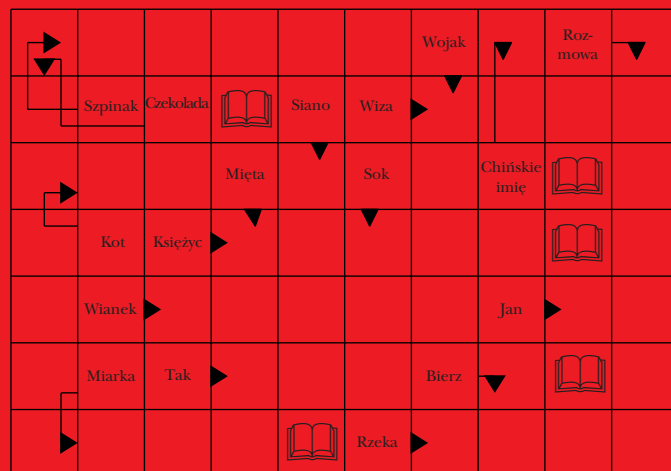 Wojak
Roz-
mowa
Szpinak
Czekolada
Siano
Wiza
Mięta
Sok
Chińskie
imię
Kot
Księżyc
Wianek
Jan
Miarka
Tak
Bierz
Rzeka